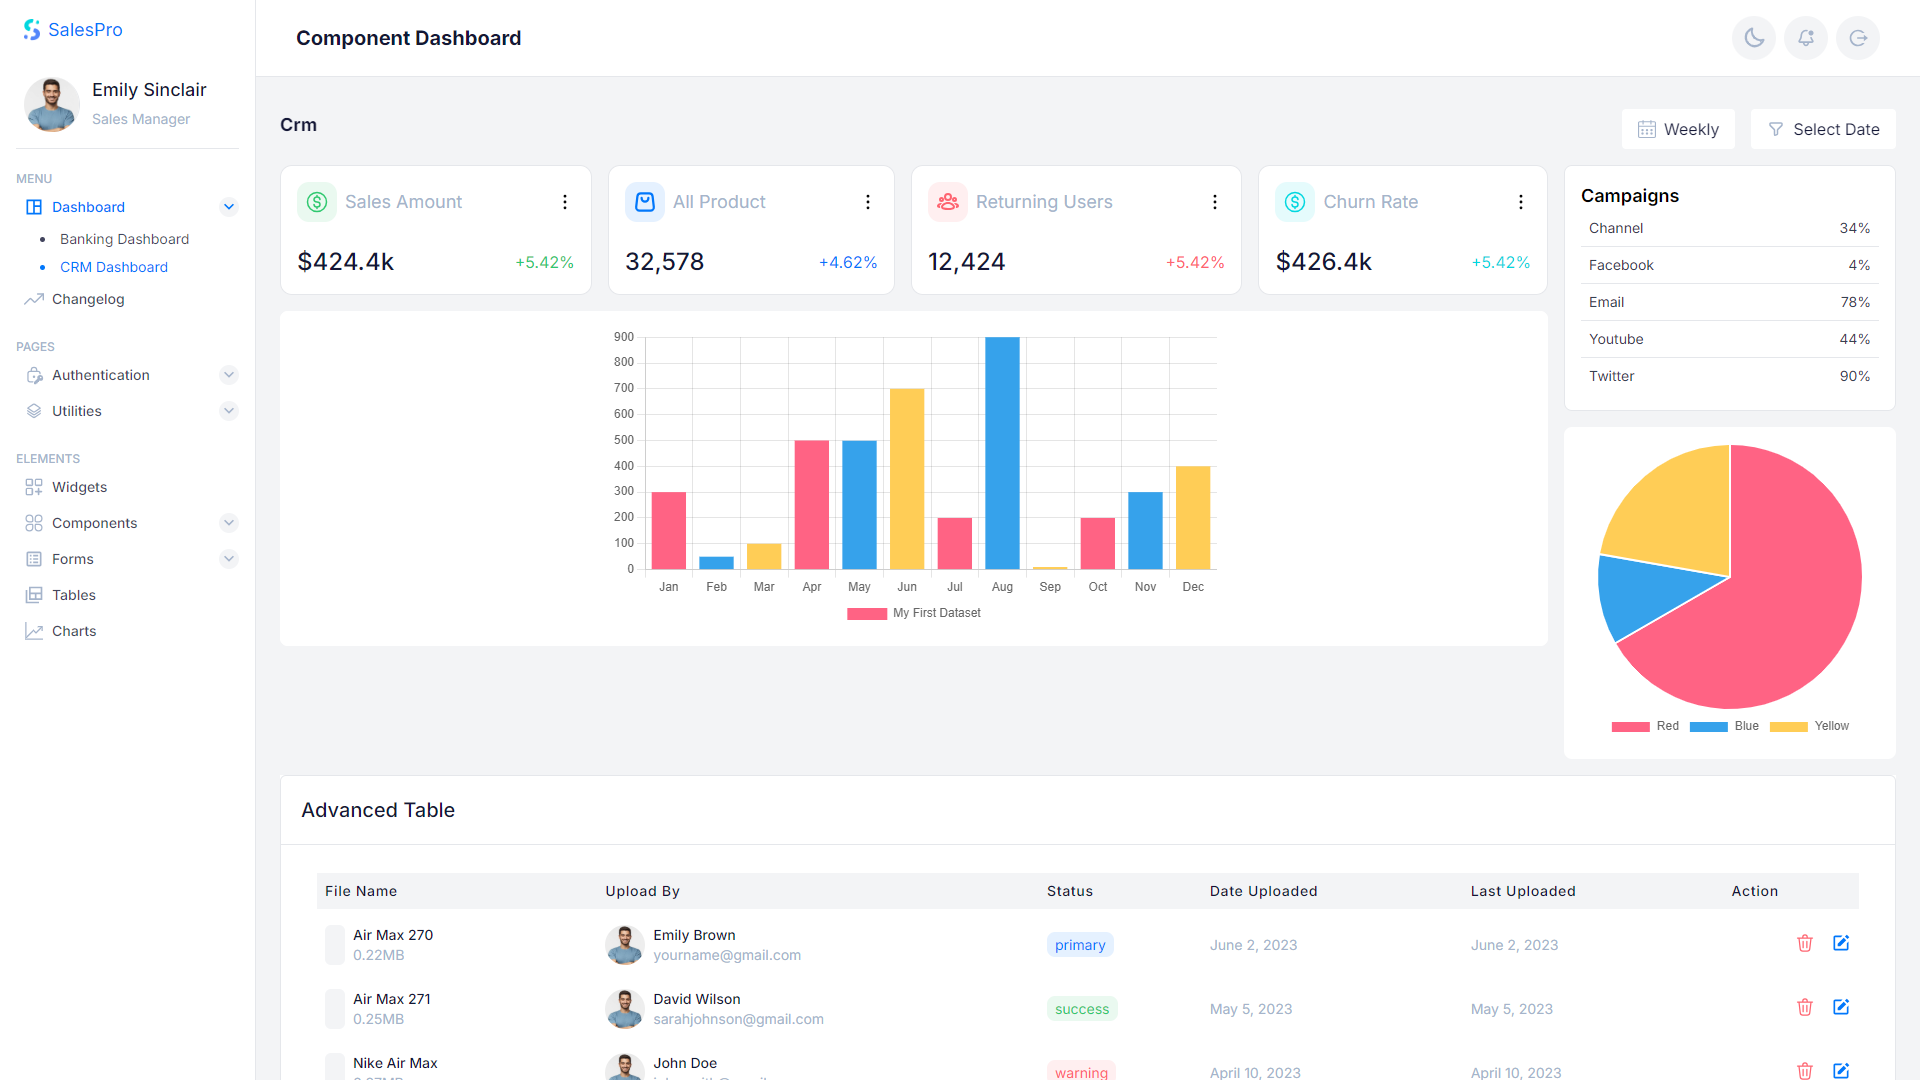 SalesPro
Emily Sinclair
Sales Manager
MENU
Dashboard
Banking Dashboard
CRM Dashboard
Changelog
PAGES
Authentication
Utilities
ELEMENTS
Widgets
Components
Forms
Tables
Charts
Component Dashboard
Crm
Weekly
Select Date
Sales Amount
$424.4k
+5.42%
All Product
32,578
+4.62%
Returning Users
12,424
+5.42%
Churn Rate
$426.4k
+5.42%
900
800
700
600
500
400
300
200
100
0
Jan Feb Mar Apr May Jun Jul Aug Sep Oct Nov Dec
My First Dataset
Campaigns
Channel 34%
Facebook 4%
Email 78%
Youtube 44%
Twitter 90%
Red Blue Yellow
Advanced Table
File Name Upload By Status Date Uploaded Last Uploaded Action
Air Max 270
0.22MB
Emily Brown
yourname@gmail.com
primary
June 2, 2023
June 2, 2023
Air Max 271
0.25MB
David Wilson
sarahjohnson@gmail.com
success
May 5, 2023
May 5, 2023
Nike Air Max
John Doe
warning
April 10, 2023
April 10, 2023